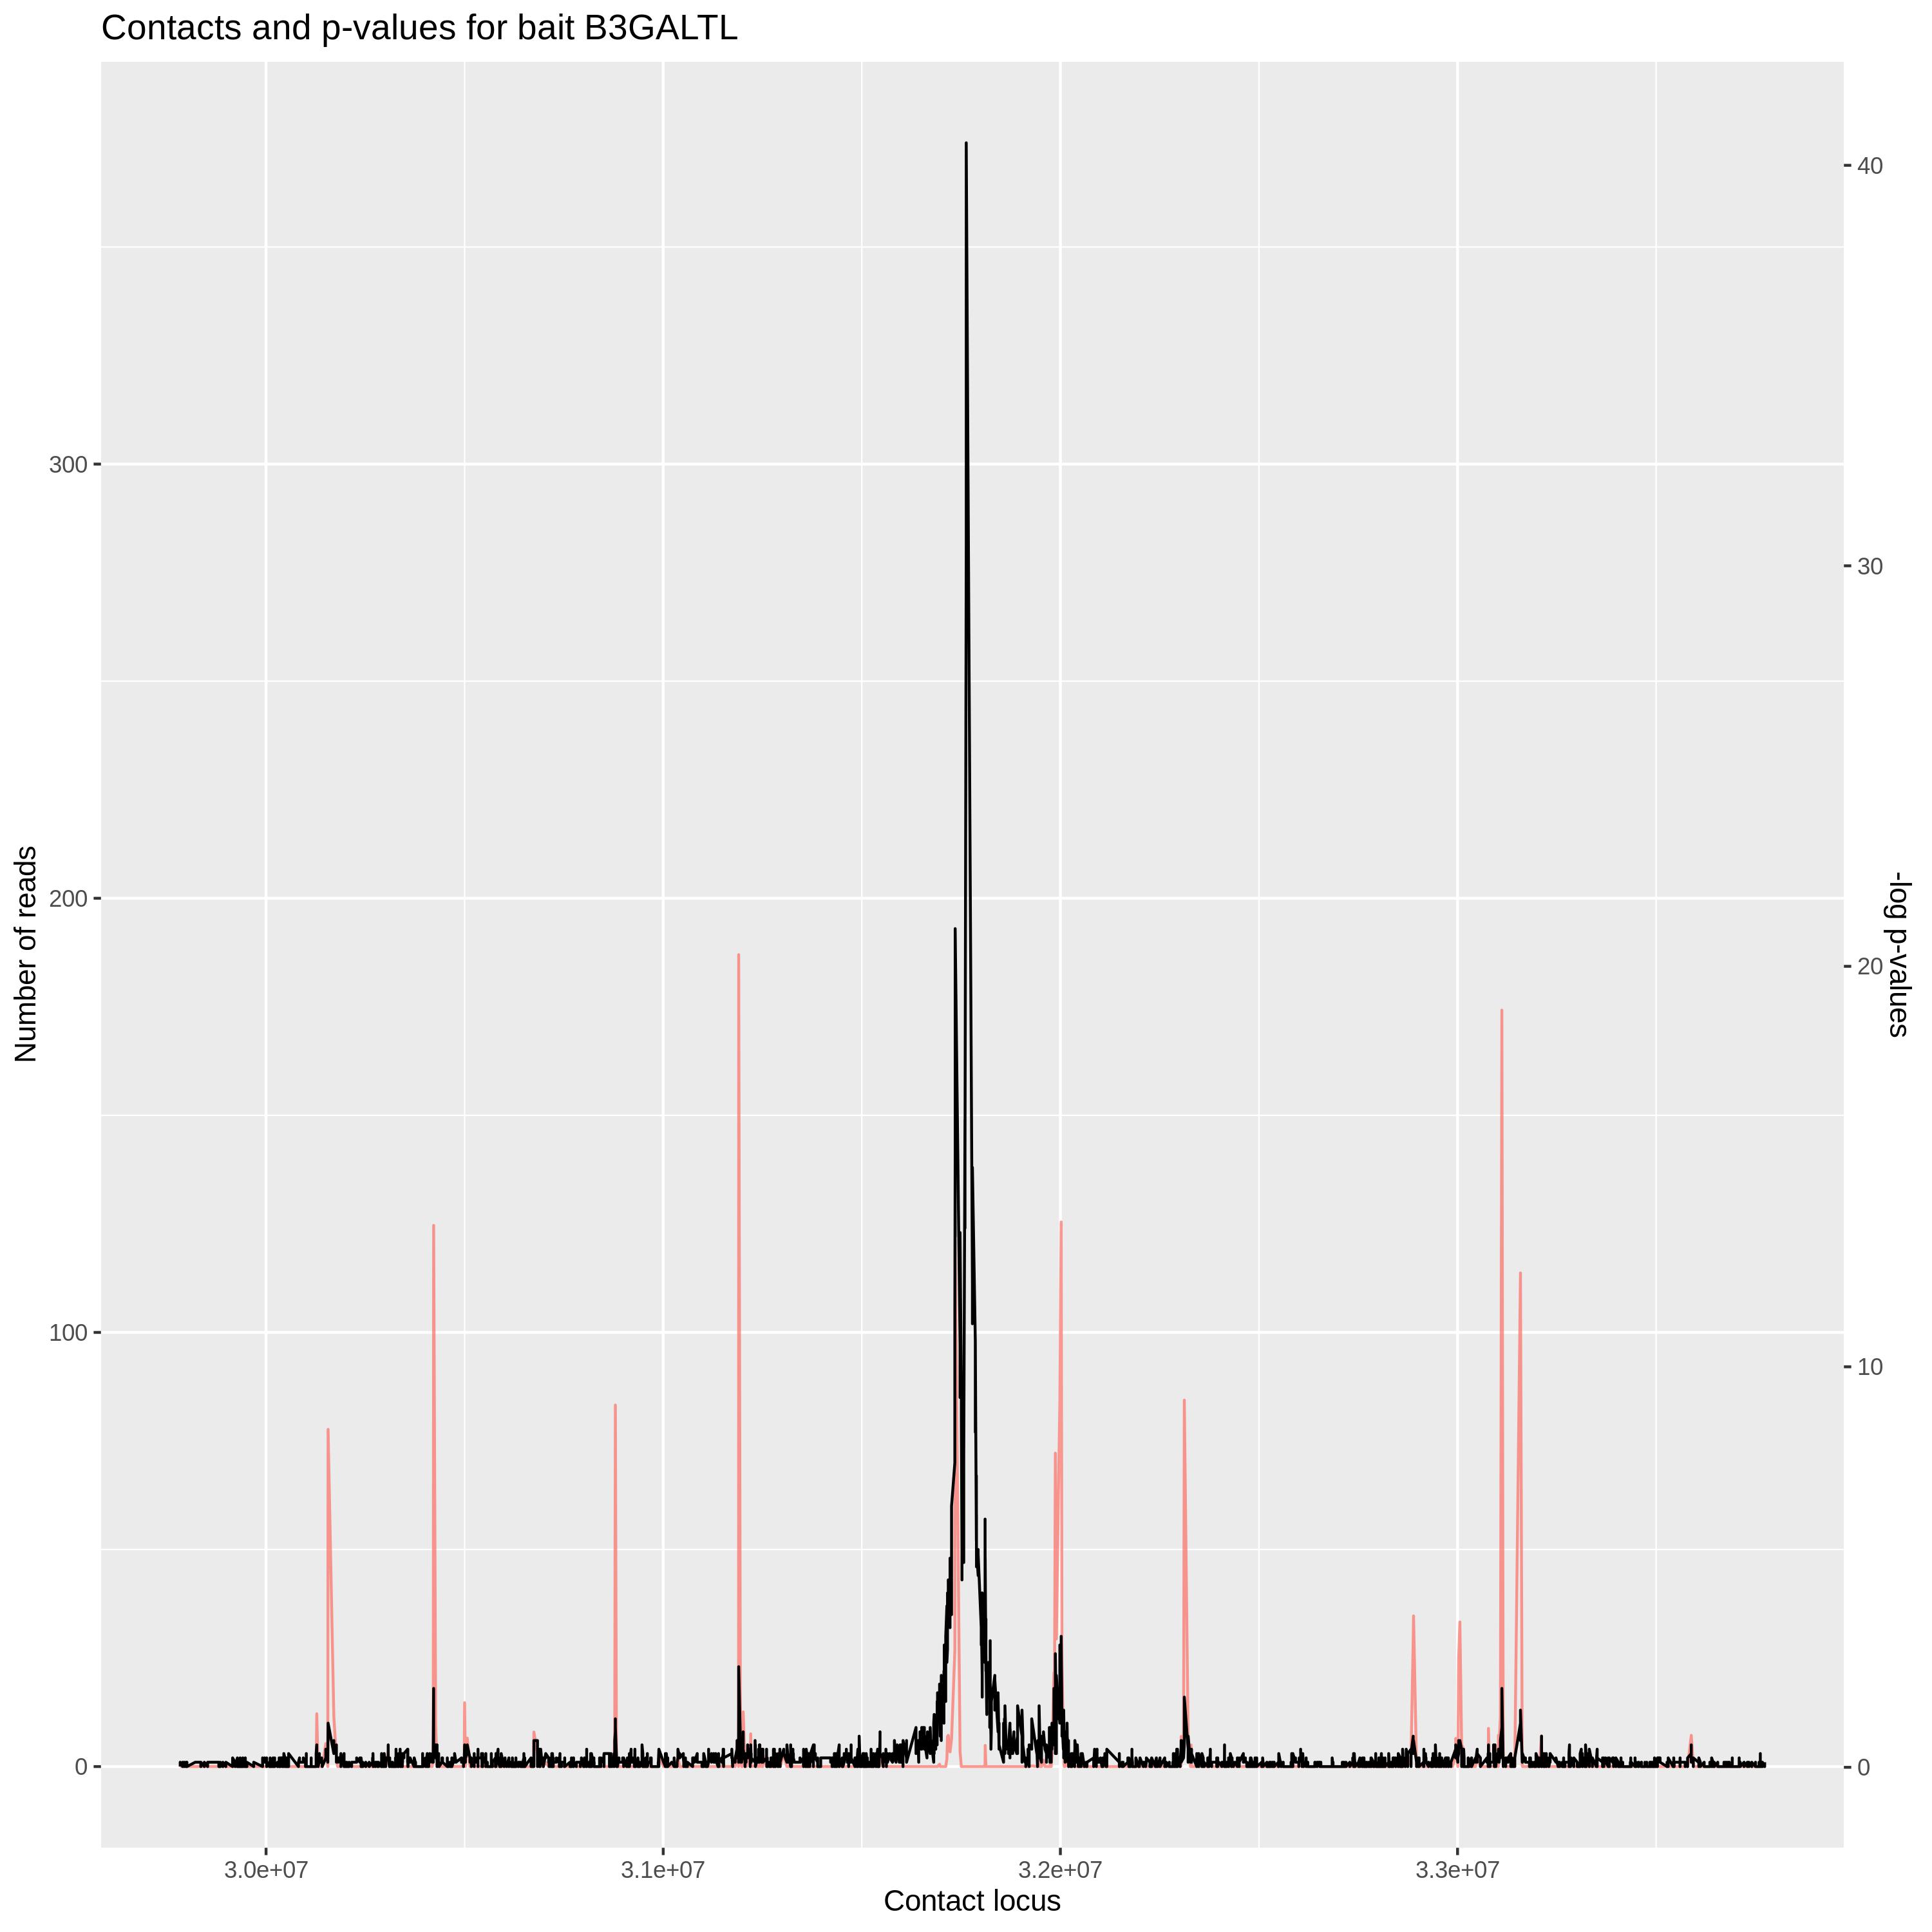 Contacts and p-values for bait B3GALTL
Number of reads
300
200
100
0
40
30
20
10
0
-log p-values
3.0e+07
3.1e+07
3.2e+07
3.3e+07
Contact locus